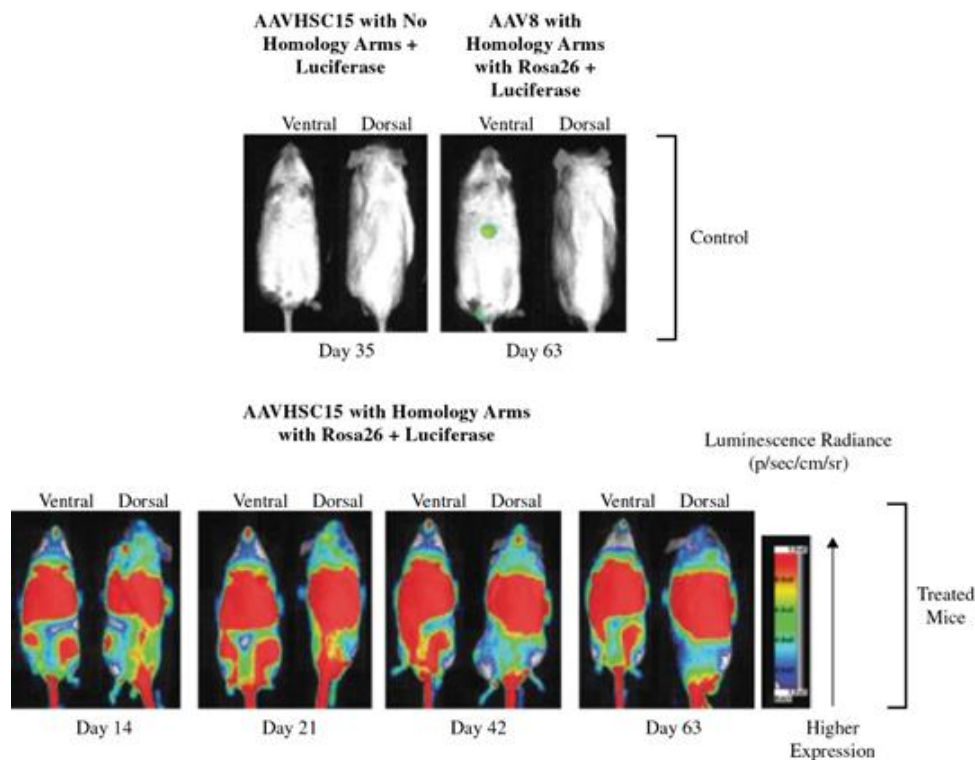 AAVHSC15 with No
Homology Arms +
Luciferase
AAV8 with
Homology Arms
with Rosa26 +
Luciferase
Ventral Dorsal
Ventral Dorsal
Control
Day 35
Day 63
AAVHSC15 with Homology Arms
with Rosa26 + Luciferase
Luminescence Radiance
(p/sec/cm/sr)
Ventral Dorsal
Ventral Dorsal
Ventral Dorsal
Ventral Dorsal
Treated
Mice
Day 14
Day 21
Day 42
Day 63
Higher
Expression